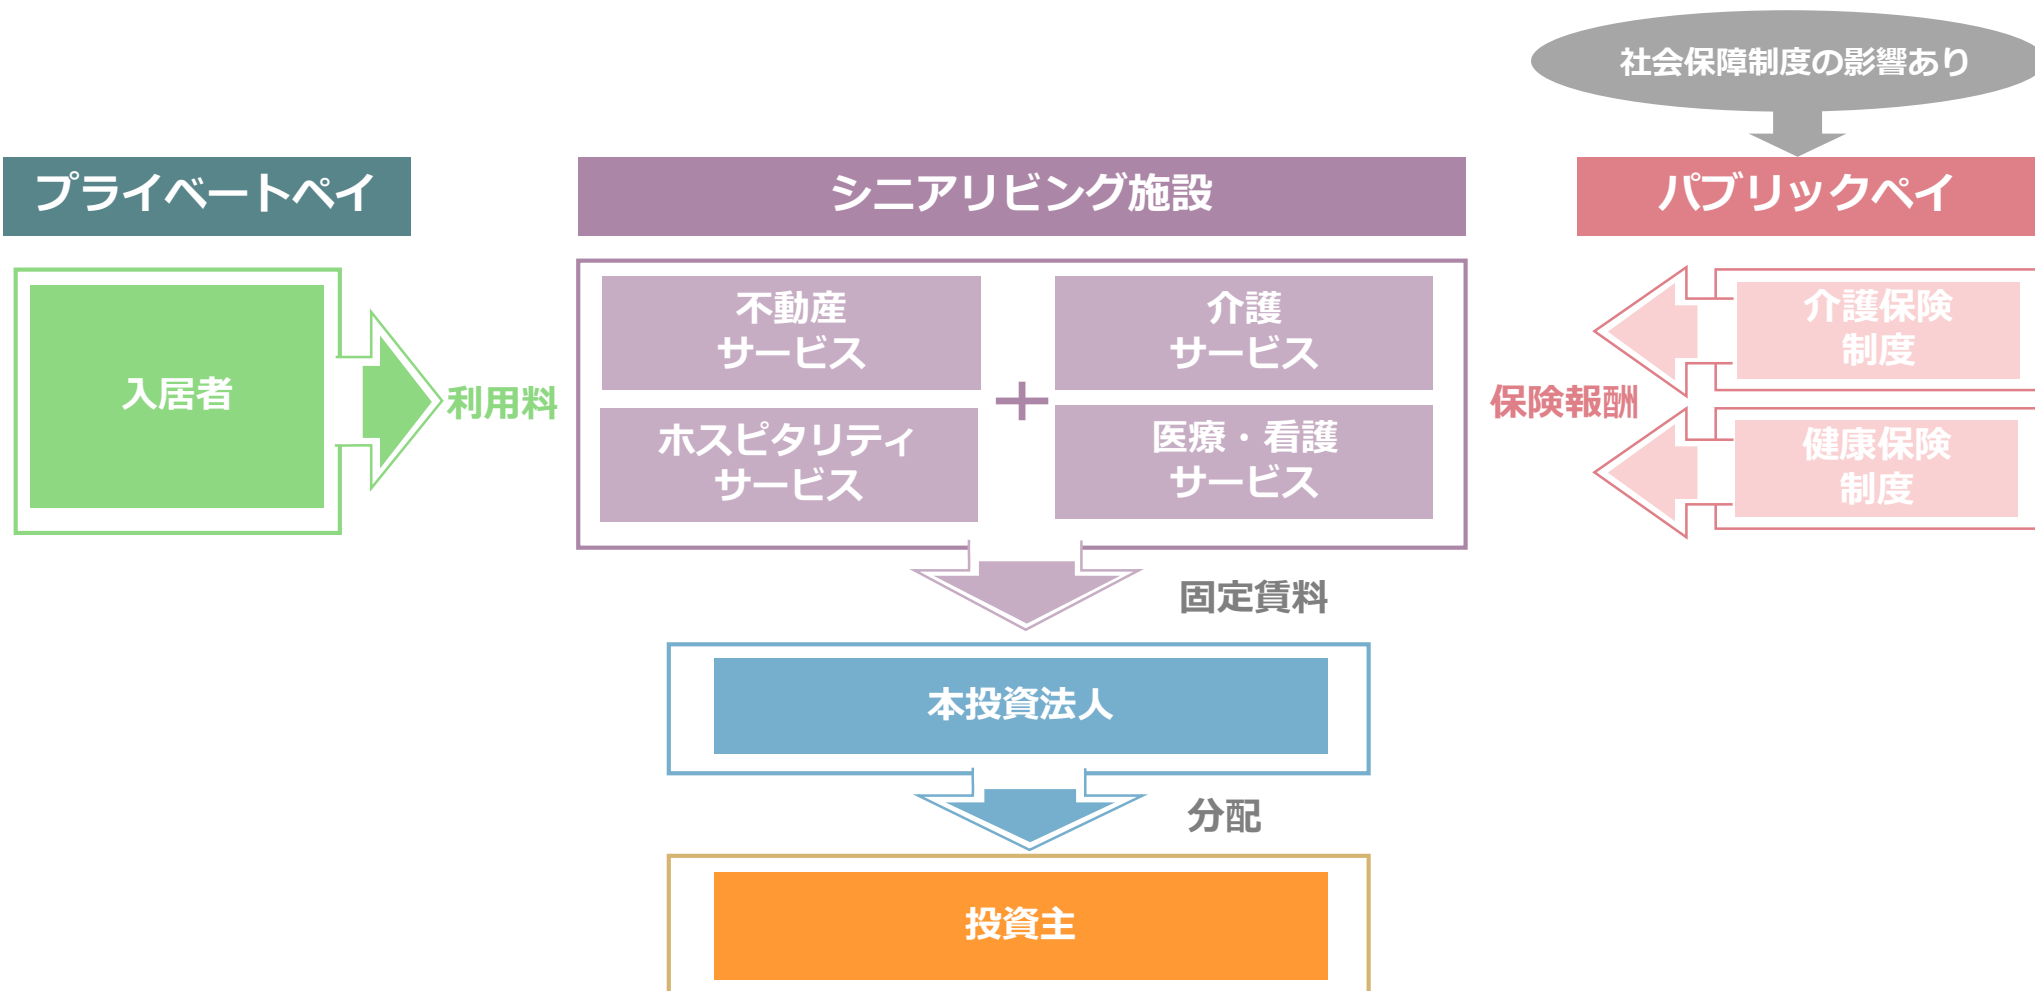 社会保障制度の影響あり
プライベートペイ
シニアリビング施設
パブリックペイ
入居者
利用料
不動産
サービス
介護
サービス
ホスピタリティ
サービス
医療・看護
サービス
保険報酬
介護保険
制度
健康保険
制度
固定賃料
本投資法人
分配
投資主